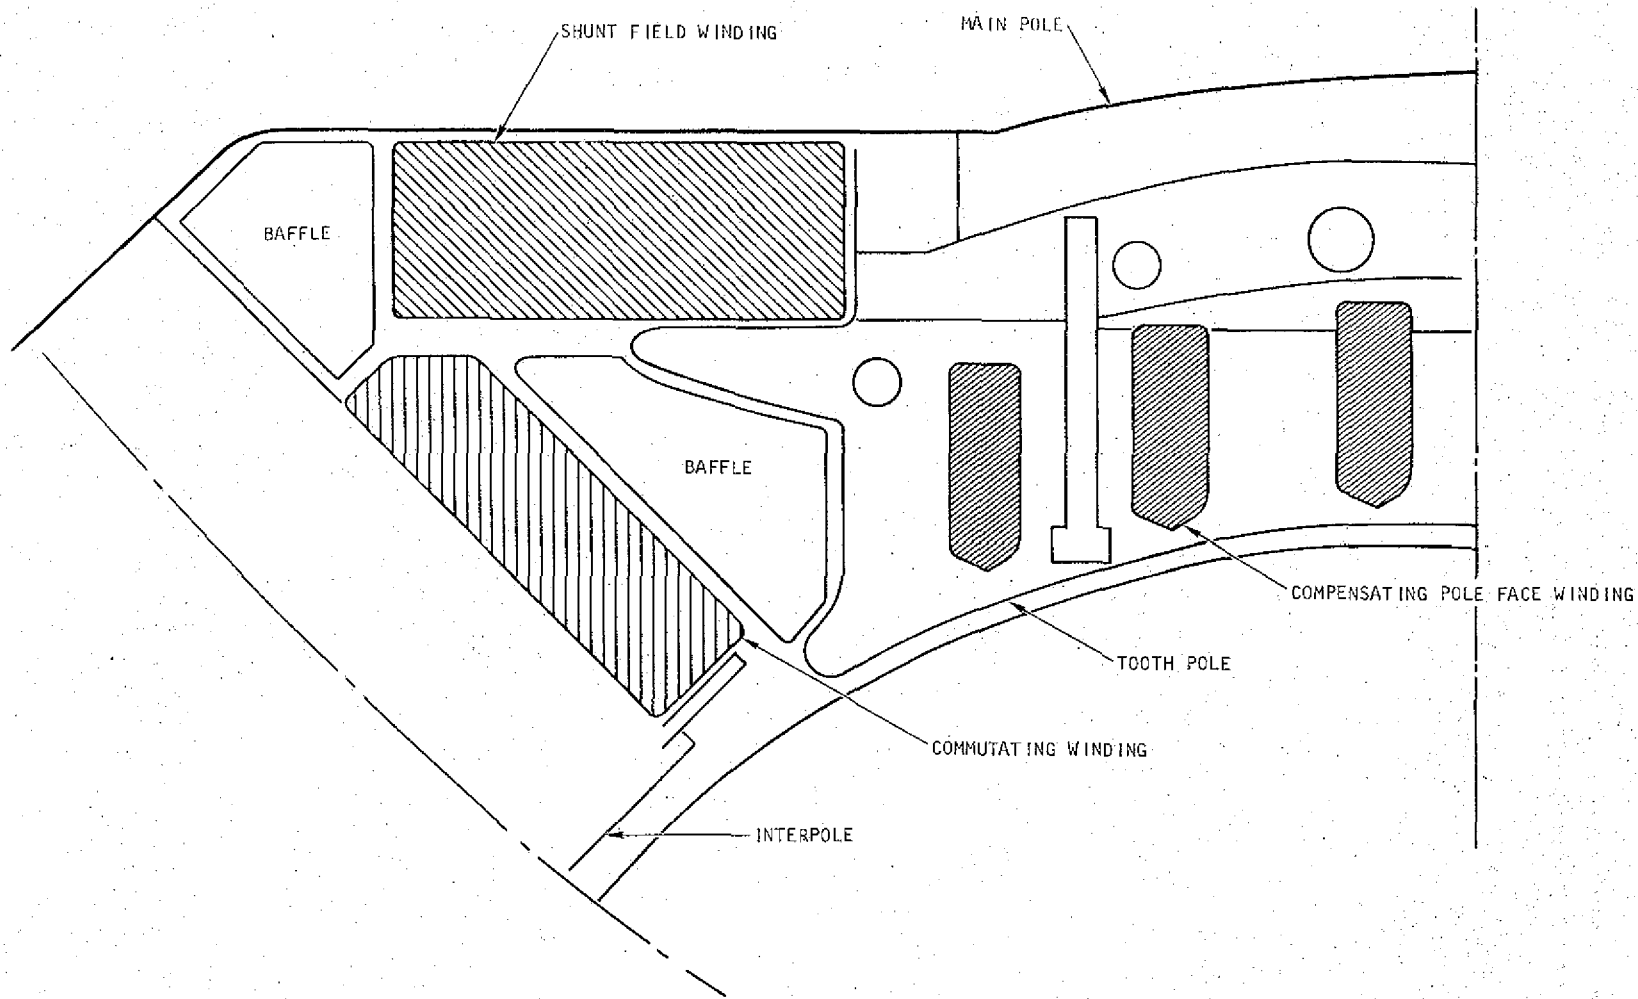 SHUNT FIELD WINDING
MAIN POLE
BAFFLE
BAFFLE
COMPENSATING POLE FACE WINDING
TOOTH POLE
COMMUTATING WINDING
INTERPOLE